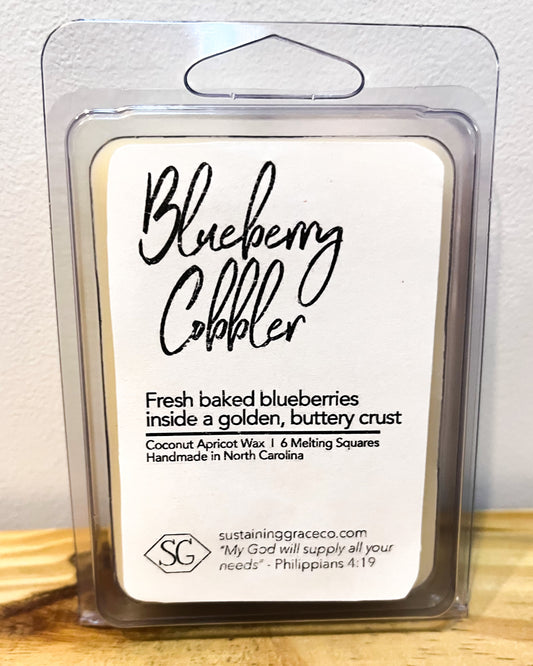 Blueberry
Cobbler
Fresh baked blueberries
inside a golden, buttery crust
Coconut Apricot Wax | 6 Melting Squares
Handmade in North Carolina
SG
sustaininggraceco.com
"My God will supply all your
needs" - Philippians 4:19